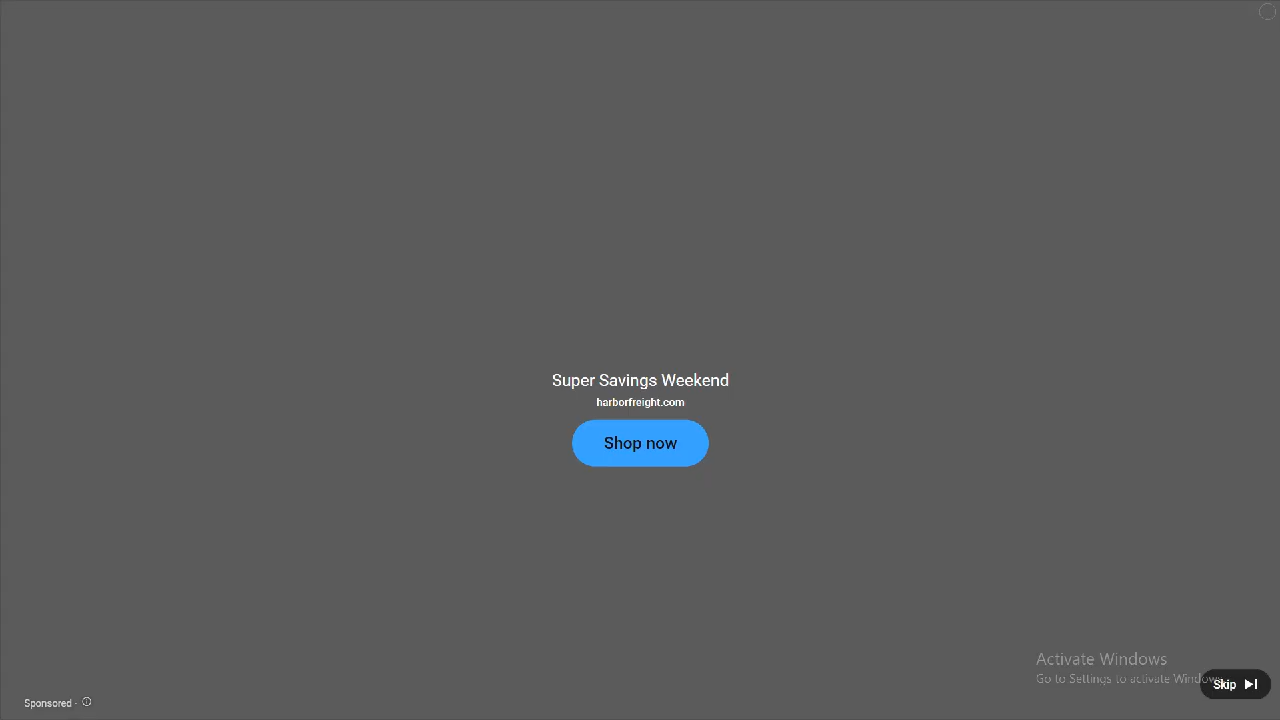 Super Savings Weekend
harborfreight.com
Shop now
Activate Windows
Go to Settings to activate Windows.
Skip
Sponsored ·